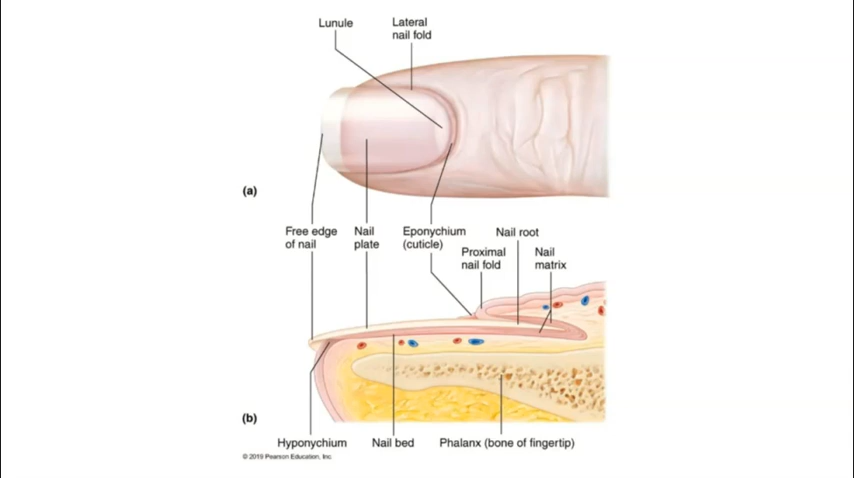 Lunule
Lateral
nail fold
(a)
Free edge
of nail
Nail
plate
Eponychium
(cuticle)
Nail root
Proximal
nail fold
Nail
matrix
(b)
Hyponychium
Nail bed
Phalanx (bone of fingertip)
© 2019 Pearson Education, Inc.